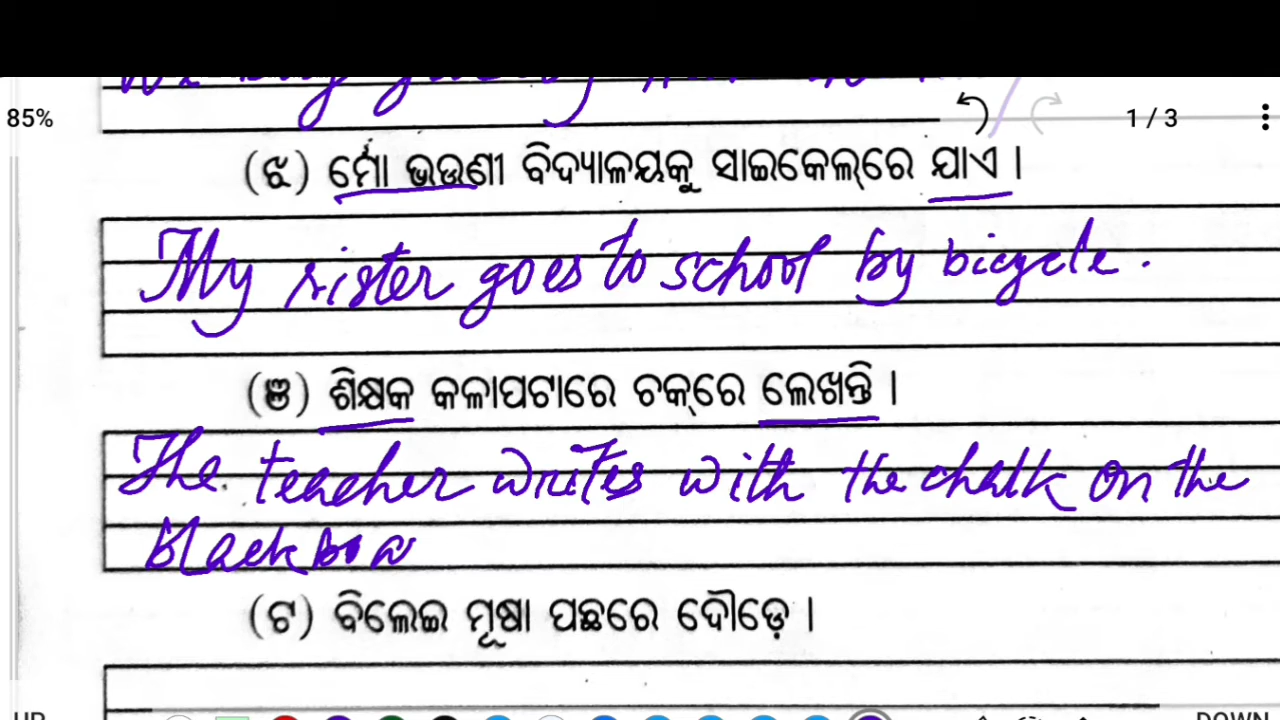 85%
1 / 3
(ଝ) ମୋ ଭଉଣୀ ବିଦ୍ୟାଳୟକୁ ସାଇକେଲ୍‌ରେ ଯାଏ ।
My sister goes to school by bicycle.
(ଞ) ଶିକ୍ଷକ କଳାପଟାରେ ଚକ୍‌ରେ ଲେଖନ୍ତି ।
The teacher writes with the chalk on the
blackboa
(ଟ) ବିଲେଇ ମୂଷା ପଛରେ ଦୌଡ଼େ ।